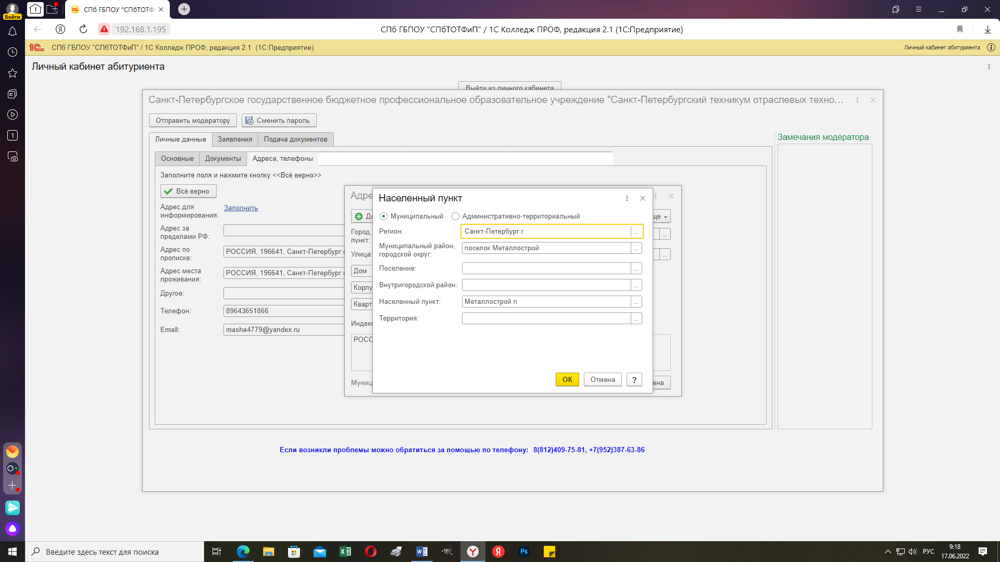 СПб ГБПОУ "СПбТОТФи
Войти
192.168.1.195
СПб ГБПОУ "СПбТОТФиП" / 1С Колледж ПРОФ, редакция 2.1 (1С:Предприятие)
СПб ГБПОУ "СПбТОТФиП" / 1С Колледж ПРОФ, редакция 2.1 (1С:Предприятие)
Личный кабинет абитуриента
Личный кабинет абитуриента
Выйти из личного кабинета
Санкт-Петербургское государственное бюджетное профессиональное образовательное учреждение "Санкт-Петербургский техникум отраслевых техно...
Отправить модератору
Сменить пароль
Личные данные
Заявления
Подача документов
Замечания модератора
Основные
Документы
Адреса, телефоны
Заполните поля и нажмите кнопку <<Всё верно>>
Всё верно
Адрес для информирования:
Заполнить
Адрес за пределами РФ:
Адрес по прописке:
РОССИЯ, 196641, Санкт-Петербург
Адрес места проживания:
РОССИЯ, 196641, Санкт-Петербург
Другое:
Телефон:
89643651866
Email:
masha4779@yandex.ru
Адре
До
ще
Город,
пункт:
Улица:
Дом
Корпу
Кварт
Индекс
РОСС
Муниц
ена
Населенный пункт
Муниципальный
Административно-территориальный
Регион:
Санкт-Петербург г
Муниципальный район,
городской округ:
поселок Металлострой
Поселение:
Внутригородской район:
Населенный пункт:
Металлострой п
Территория:
ОК
Отмена
?
Если возникли проблемы можно обратиться за помощью по телефону: 8(812)409-75-81, +7(952)387-63-86
Введите здесь текст для поиска
РУС
9:18
17.06.2022